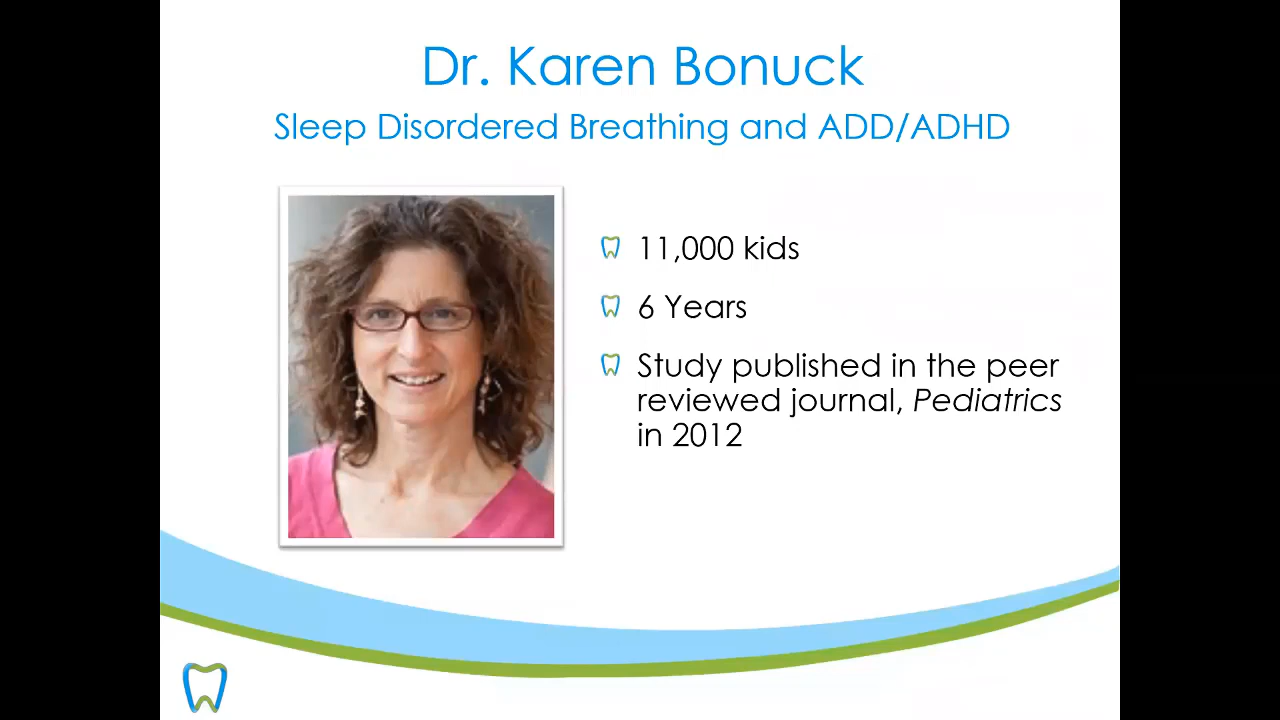 Dr. Karen Bonuck
Sleep Disordered Breathing and ADD/ADHD
11,000 kids
6 Years
Study published in the peer
reviewed journal, Pediatrics
in 2012